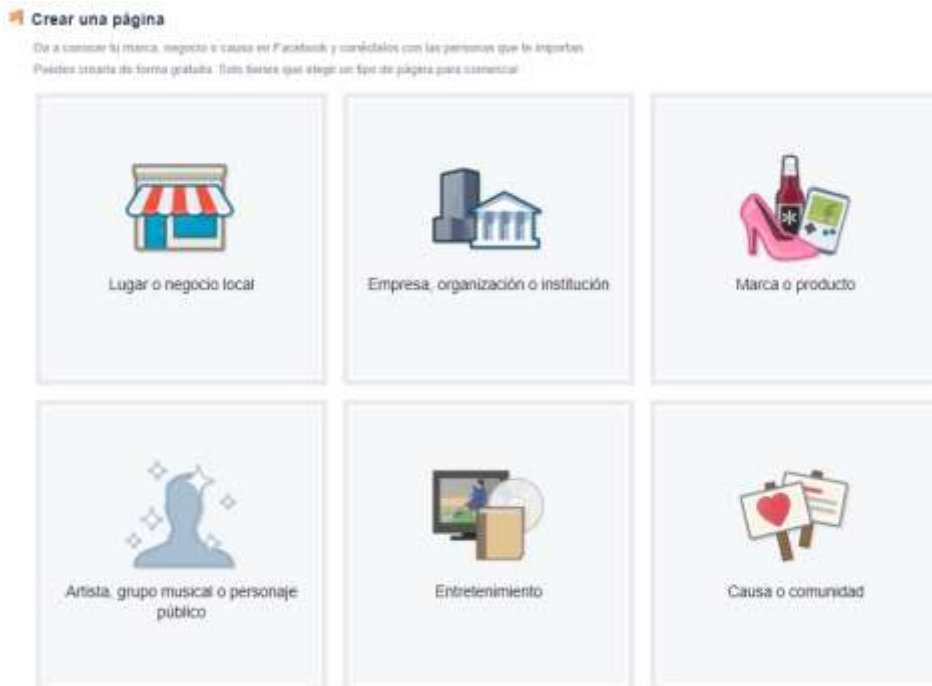 Crear una página
Da a conocer tu marca, negocio o causa en Facebook y conéctalos con las personas que te importan.
Puedes crearla de forma gratuita. Solo tienes que elegir un tipo de página para comenzar.
Lugar o negocio local
Empresa, organización o institución
Marca o producto
Artista, grupo musical o personaje
público
Entretenimiento
Causa o comunidad